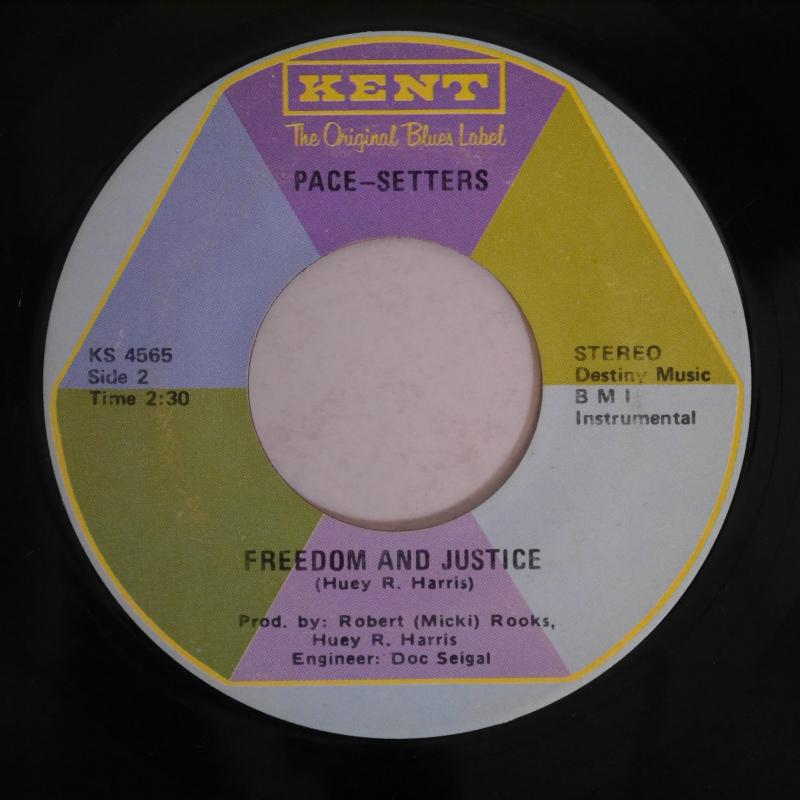 KENT
The Original Blues Label
PACE-SETTERS
KS 4565
Side 2
Time 2:30
STEREO
Destiny Music
B M I
Instrumental
FREEDOM AND JUSTICE
(Huey R. Harris)
Prod. by: Robert (Micki) Rooks,
Huey R. Harris
Engineer: Doc Seigal